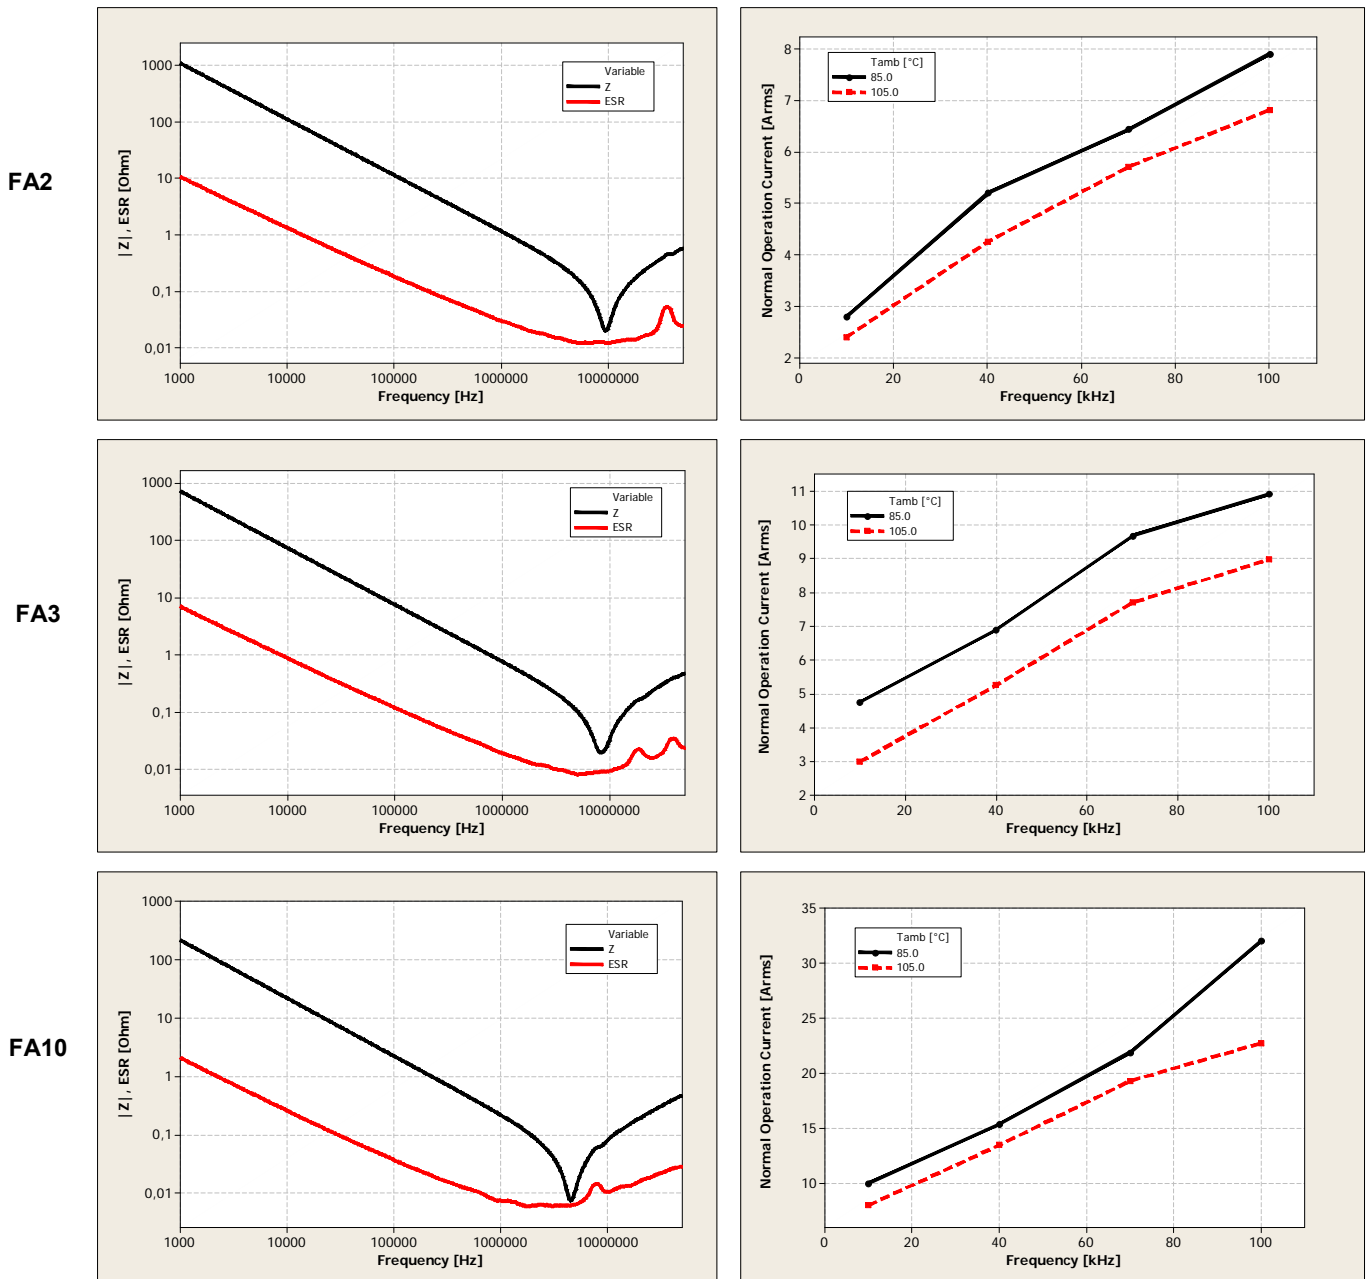 FA2
|Z|, ESR [Ohm]
1000
100
10
1
0,1
0,01
1000 10000 100000 1000000 10000000
Frequency [Hz]
Variable
Z
ESR
Normal Operation Current [Arms]
8
7
6
5
4
3
2
0 20 40 60 80 100
Frequency [kHz]
Tamb [°C]
85.0
105.0
FA3
|Z|, ESR [Ohm]
1000
100
10
1
0,1
0,01
1000 10000 100000 1000000 10000000
Frequency [Hz]
Variable
Z
ESR
Normal Operation Current [Arms]
11
10
9
8
7
6
5
4
3
2
0 20 40 60 80 100
Frequency [kHz]
Tamb [°C]
85.0
105.0
FA10
|Z|, ESR [Ohm]
1000
100
10
1
0,1
0,01
1000 10000 100000 1000000 10000000
Frequency [Hz]
Variable
Z
ESR
Normal Operation Current [Arms]
35
30
25
20
15
10
0 20 40 60 80 100
Frequency [kHz]
Tamb [°C]
85.0
105.0